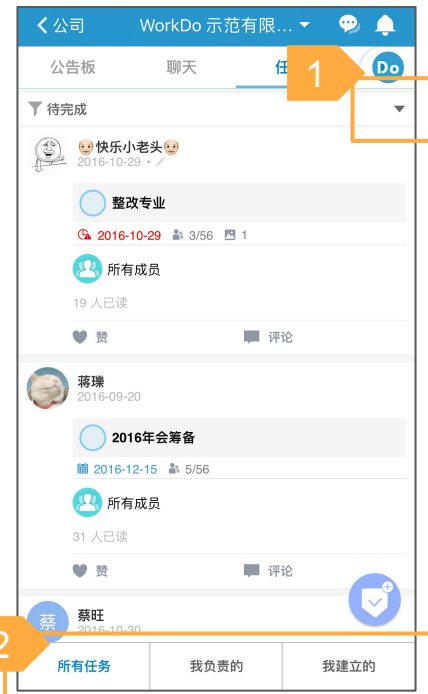 公司 WorkDo 示范有限...
公告板 聊天 任 1 Do
待完成
快乐小老头
2016-10-29
整改专业
2016-10-29 3/56 1
所有成员
19 人已读
赞 评论
蒋瑮
2016-09-20
2016年会筹备
2016-12-15 5/56
所有成员
31 人已读
赞 评论
蔡 蔡旺
2016-10-30
2
所有任务 我负责的 我建立的